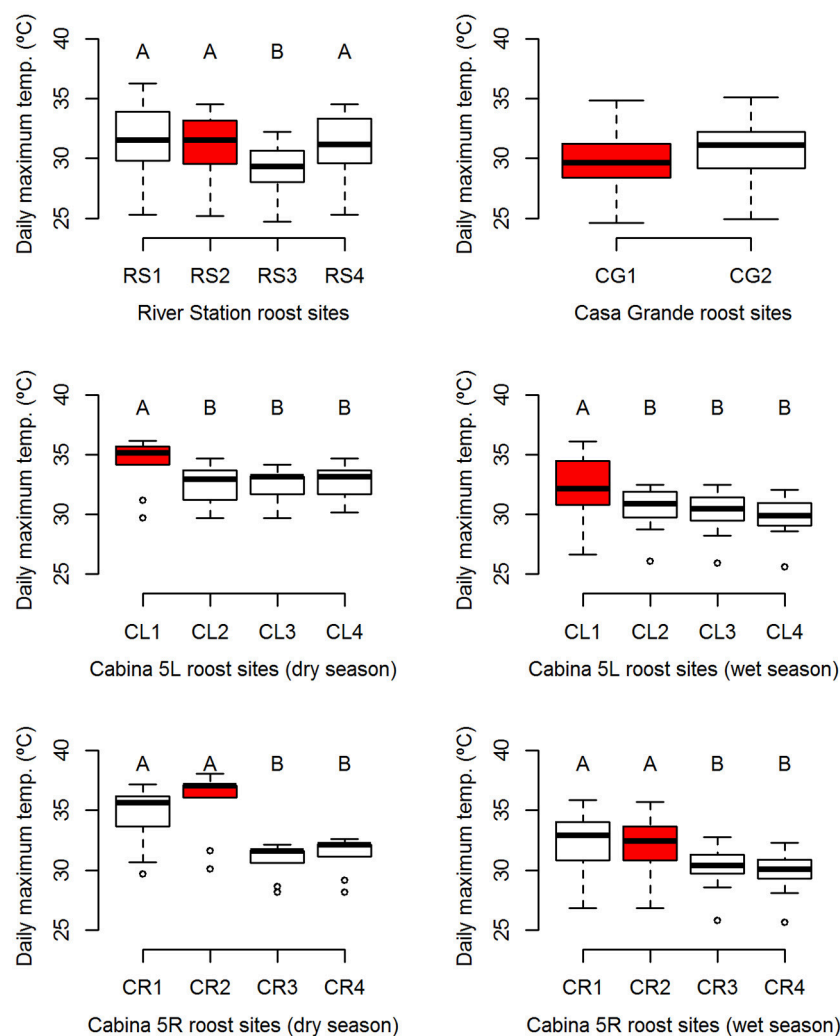 Daily maximum temp. (ºC)
40
35
30
25
A A B A
RS1 RS2 RS3 RS4
River Station roost sites
Daily maximum temp. (ºC)
40
35
30
25
CG1 CG2
Casa Grande roost sites
Daily maximum temp. (ºC)
40
35
30
25
A B B B
CL1 CL2 CL3 CL4
Cabina 5L roost sites (dry season)
Daily maximum temp. (ºC)
40
35
30
25
A B B B
CL1 CL2 CL3 CL4
Cabina 5L roost sites (wet season)
Daily maximum temp. (ºC)
40
35
30
25
A A B B
CR1 CR2 CR3 CR4
Cabina 5R roost sites (dry season)
Daily maximum temp. (ºC)
40
35
30
25
A A B B
CR1 CR2 CR3 CR4
Cabina 5R roost sites (wet season)